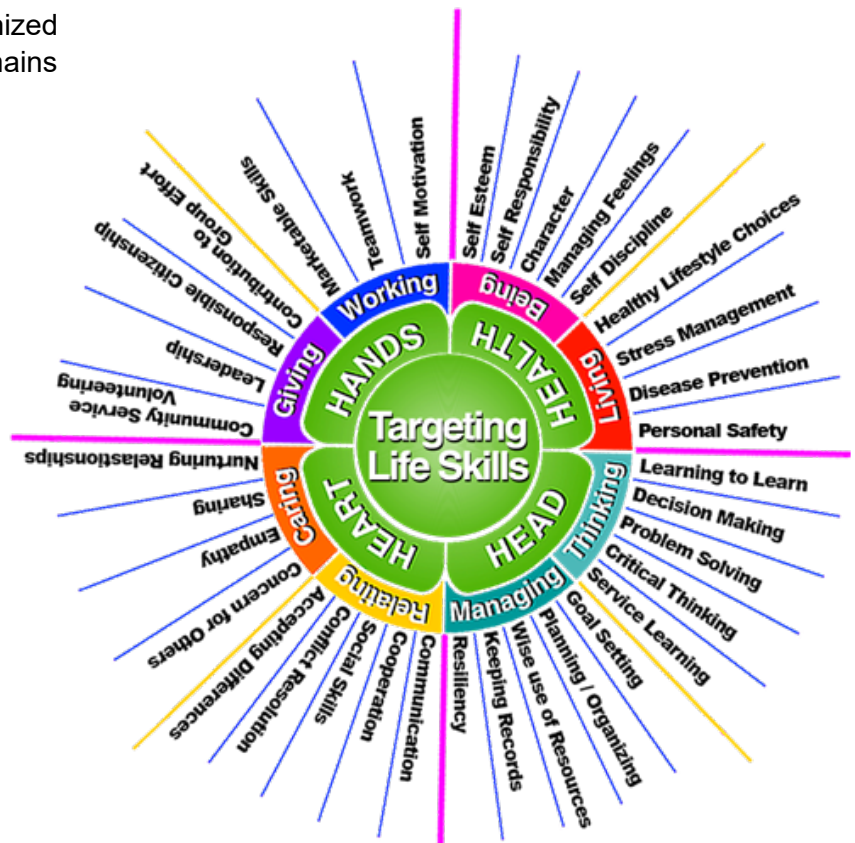 nized
nains
Targeting
Life Skills
HEALTH
Being
Self Esteem
Self Responsibility
Character
Managing Feelings
Self Discipline
Living
Healthy Lifestyle Choices
Stress Management
Disease Prevention
Personal Safety
HEAD
Thinking
Learning to Learn
Decision Making
Problem Solving
Critical Thinking
Service Learning
Managing
Goal Setting
Planning / Organizing
Wise use of Resources
Keeping Records
Resiliency
HEART
Relating
Communication
Cooperation
Social Skills
Conflict Resolution
Accepting Differences
Caring
Concern for Others
Empathy
Sharing
Nurturing Relastionships
HANDS
Giving
Community Service
Volunteering
Leadership
Responsible Citizenship
Contribution to
Group Effort
Working
Marketable Skills
Teamwork
Self Motivation